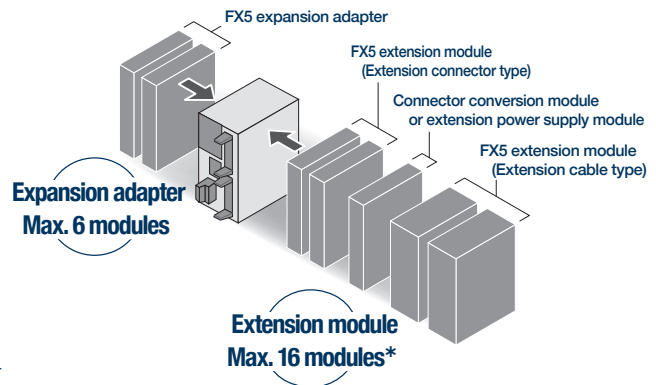 FX5 expansion adapter
FX5 extension module
(Extension connector type)
Connector conversion module
or extension power supply module
FX5 extension module
(Extension cable type)
Expansion adapter
Max. 6 modules
Extension module
Max. 16 modules*